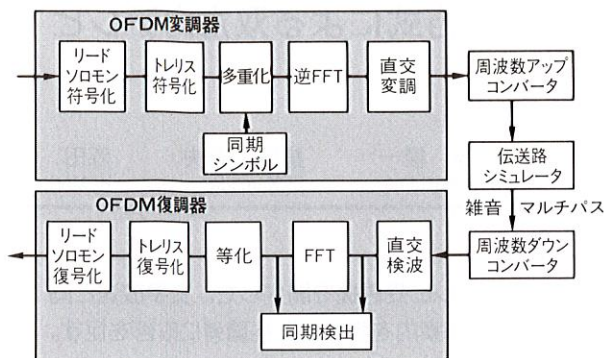 OFDM変調器
リード
ソロモン
符号化
トレリス
符号化
多重化
逆FFT
直交
変調
同期
シンボル
周波数アップ
コンバータ
伝送路
シミュレータ
雑音 マルチパス
周波数ダウン
コンバータ
OFDM復調器
リード
ソロモン
復号化
トレリス
復号化
等化
FFT
直交
検波
同期検出